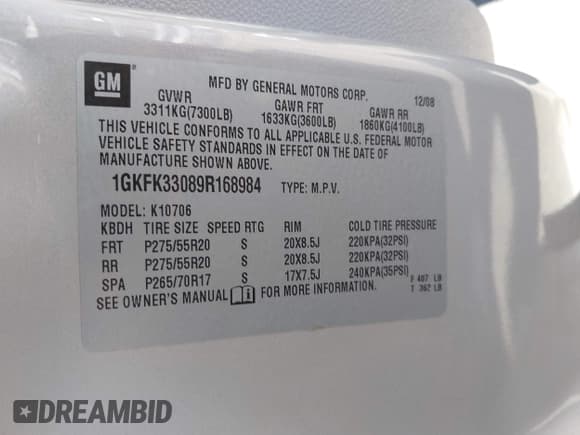 GM
MFD BY GENERAL MOTORS CORP. 12/08
GVWR GAWR FRT GAWR RR
3311KG(7300LB) 1633KG(3600LB) 1860KG(4100LB)
THIS VEHICLE CONFORMS TO ALL APPLICABLE U.S. FEDERAL MOTOR
VEHICLE SAFETY STANDARDS IN EFFECT ON THE DATE OF
MANUFACTURE SHOWN ABOVE.
1GKFK33089R168984 TYPE: M.P.V.
MODEL: K10706
KBDH TIRE SIZE SPEED RTG RIM COLD TIRE PRESSURE
FRT P275/55R20 S 20X8.5J 220KPA(32PSI)
RR P275/55R20 S 20X8.5J 220KPA(32PSI)
SPA P265/70R17 S 17X7.5J 240KPA(35PSI)
SEE OWNER'S MANUAL FOR MORE INFORMATION.
F 407 LB
T 362 LB
DREAMBID